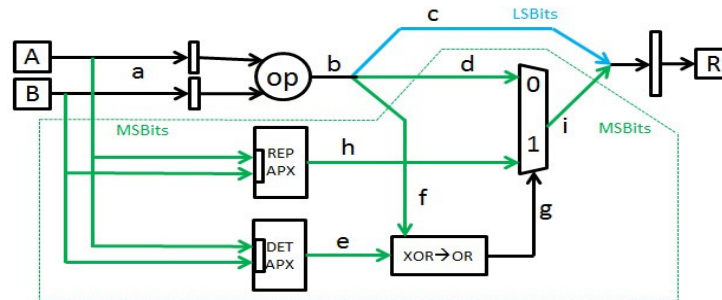 c
LSBits
A
a
b
d
R
B
op
0
MSBits
i
MSBits
REP
APX
h
1
f
g
DET
APX
e
XOR→OR